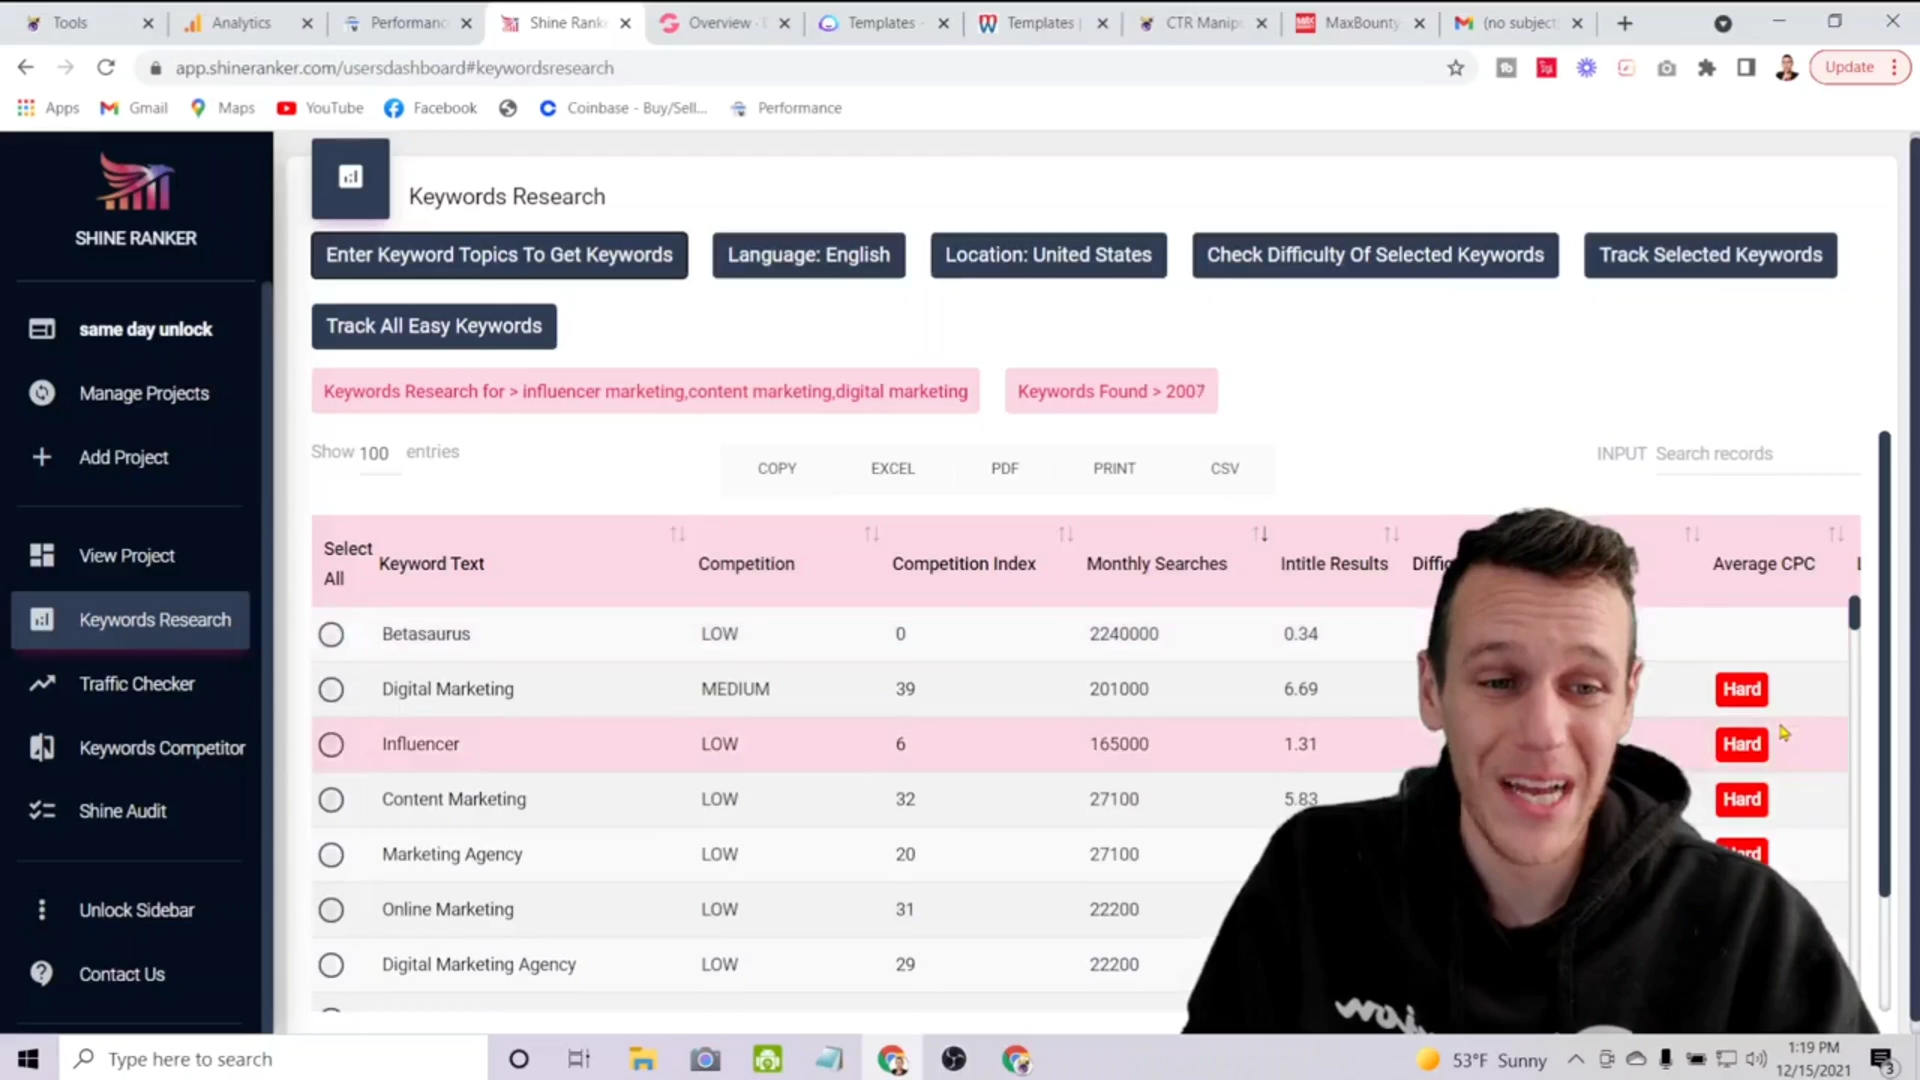 Tools
Analytics
Performanc
Shine Rank
Overview -
Templates -
Templates |
CTR Manip
MaxBounty
(no subject
app.shineranker.com/usersdashboard#keywordsresearch
Update
Apps
Gmail
Maps
YouTube
Facebook
Coinbase - Buy/Sell...
Performance
SHINE RANKER
same day unlock
Manage Projects
Add Project
View Project
Keywords Research
Traffic Checker
Keywords Competitor
Shine Audit
Unlock Sidebar
Contact Us
Keywords Research
Enter Keyword Topics To Get Keywords
Language: English
Location: United States
Check Difficulty Of Selected Keywords
Track Selected Keywords
Track All Easy Keywords
Keywords Research for > influencer marketing,content marketing,digital marketing
Keywords Found > 2007
Show 100 entries
COPY EXCEL PDF PRINT CSV
INPUT Search records
Select All Keyword Text Competition Competition Index Monthly Searches Intitle Results Average CPC
Betasaurus LOW 0 2240000 0.34
Digital Marketing MEDIUM 39 201000 6.69 Hard
Influencer LOW 6 165000 1.31 Hard
Content Marketing LOW 32 27100 5.83 Hard
Marketing Agency LOW 20 27100
Online Marketing LOW 31 22200
Digital Marketing Agency LOW 29 22200
Type here to search
53°F Sunny
1:19 PM
12/15/2021
3